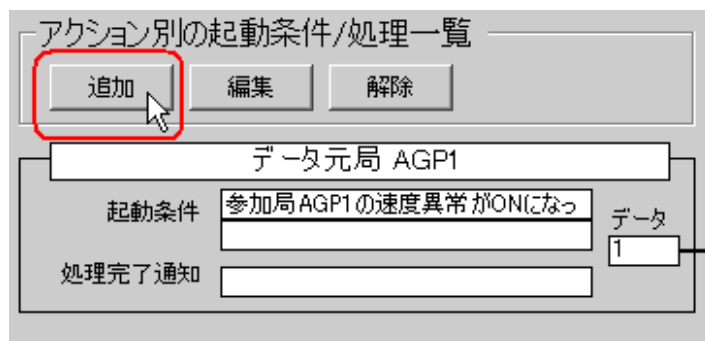 アクション別の起動条件/処理一覧
追加 編集 解除
データ元局 AGP1
起動条件 参加局AGP1の速度異常がONになっ
データ
1
処理完了通知